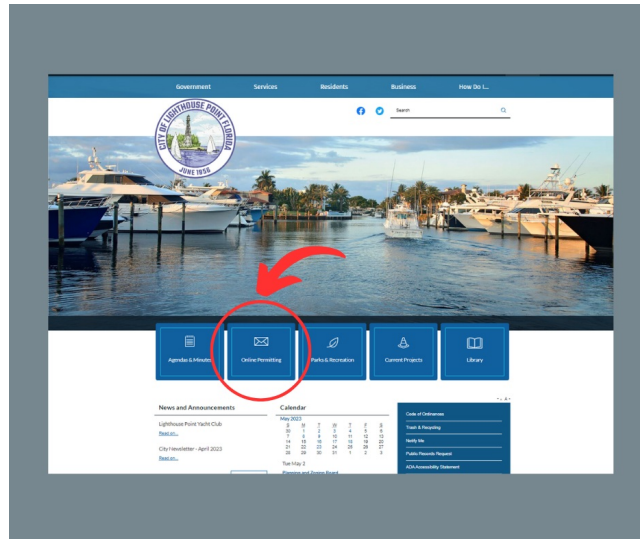 Government Services Residents Business How Do I...
Search
CITY OF LIGHTHOUSE POINT FLORIDA
JUNE 1956
Agendas & Minutes
Online Permitting
Parks & Recreation
Current Projects
Library
News and Announcements
Lighthouse Point Yacht Club
Read on...
City Newsletter - April 2023
Read on...
Calendar
May 2023
S M T W T F S
30 1 2 3 4 5 6
7 8 9 10 11 12 13
14 15 16 17 18 19 20
21 22 23 24 25 26 27
28 29 30 31 1 2 3
Tue May 2
Planning and Zoning Board
Code of Ordinances
Trash & Recycling
Notify Me
Public Records Request
ADA Accessibility Statement